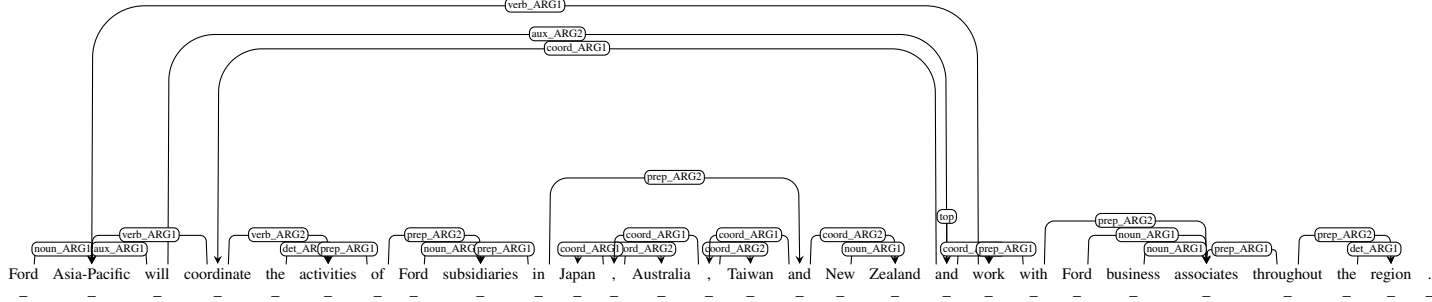 verb_ARG1
aux_ARG2
coord_ARG1
prep_ARG2
top
prep_ARG2
verb_ARG1 verb_ARG2 prep_ARG2 coord_ARG1 coord_ARG1 coord_ARG2 noun_ARG1 prep_ARG2
noun_ARG1 aux_ARG1 prep_ARG1 prep_ARG1 coord_ARG1 coord_ARG2 noun_ARG1 prep_ARG1 noun_ARG1 prep_ARG1 det_ARG1
Ford Asia-Pacific will coordinate the activities of Ford subsidiaries in Japan , Australia , Taiwan and New Zealand and work with Ford business associates throughout the region .
_ _ _ _ _ _ _ _ _ _ _ _ _ _ _ _ _ _ _ _ _ _ _ _ _ _ _ _